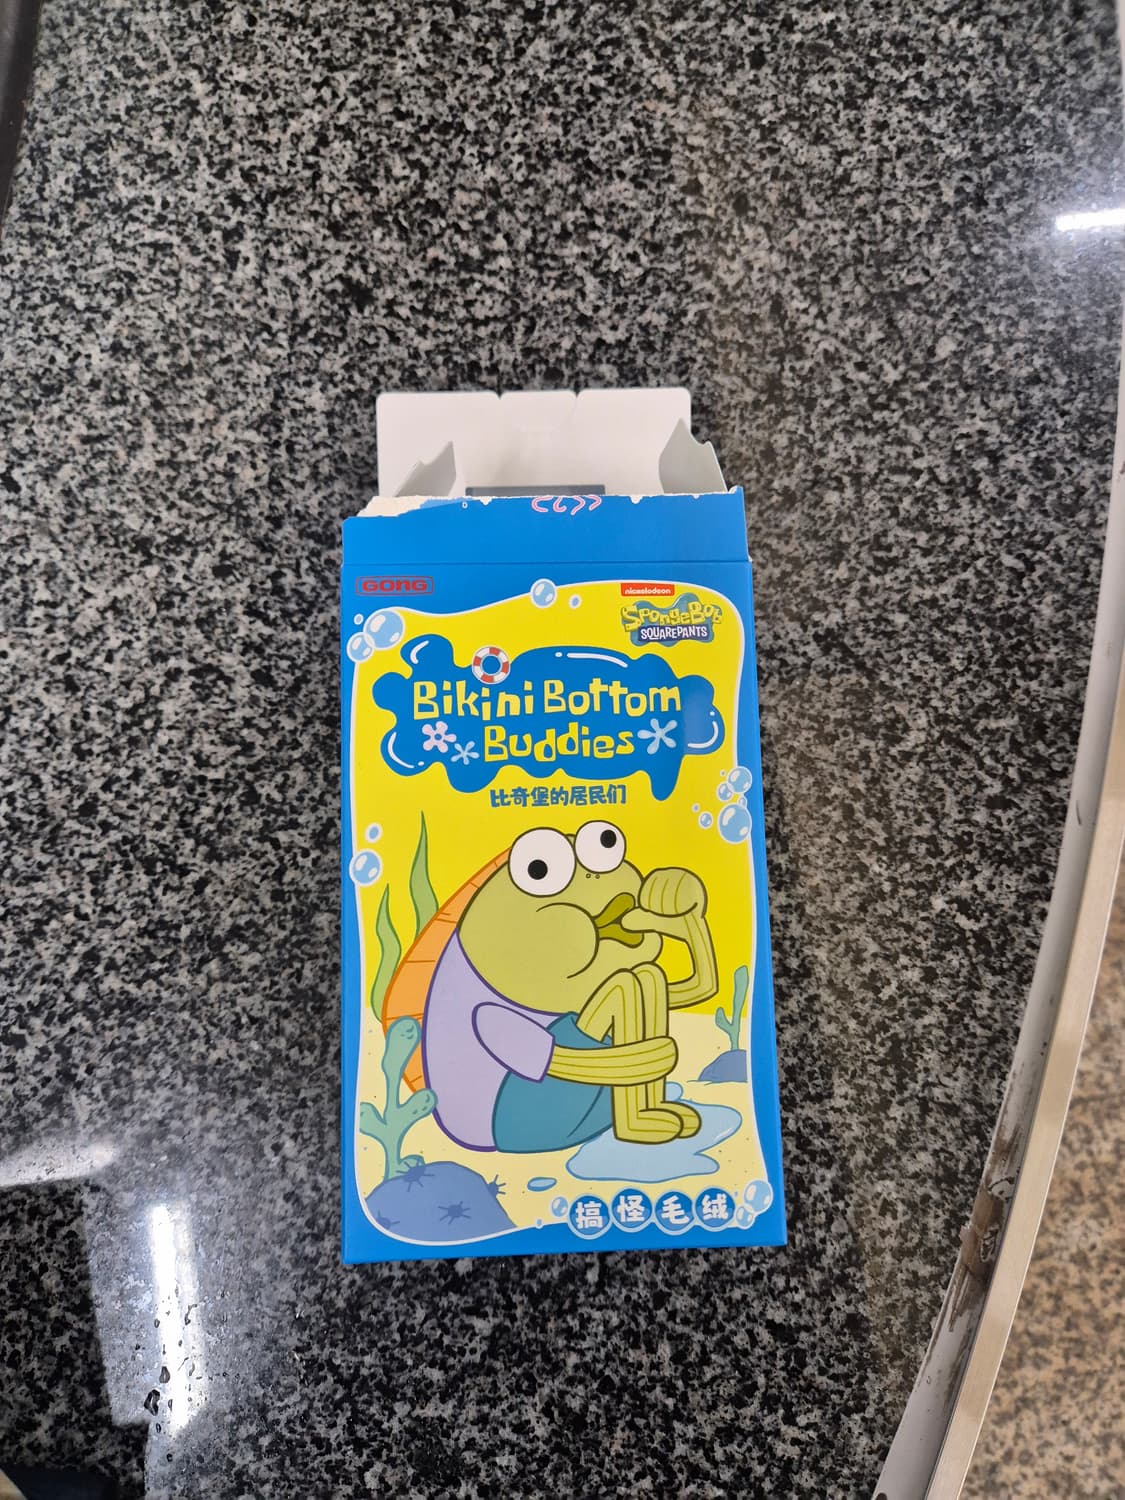 GONG
nickelodeon
SpongeBob
SQUAREPANTS
Bikini Bottom
Buddies
比奇堡的居民们
搞怪毛绒